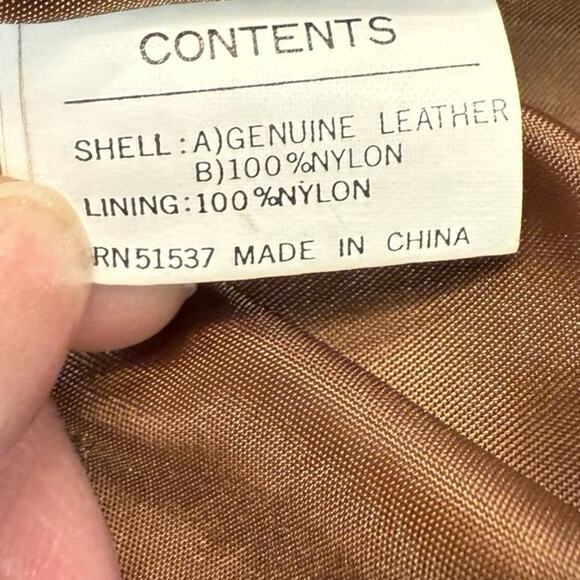 CONTENTS
SHELL:A)GENUINE LEATHER
B)100%NYLON
LINING:100%NYLON
RN51537 MADE IN CHINA